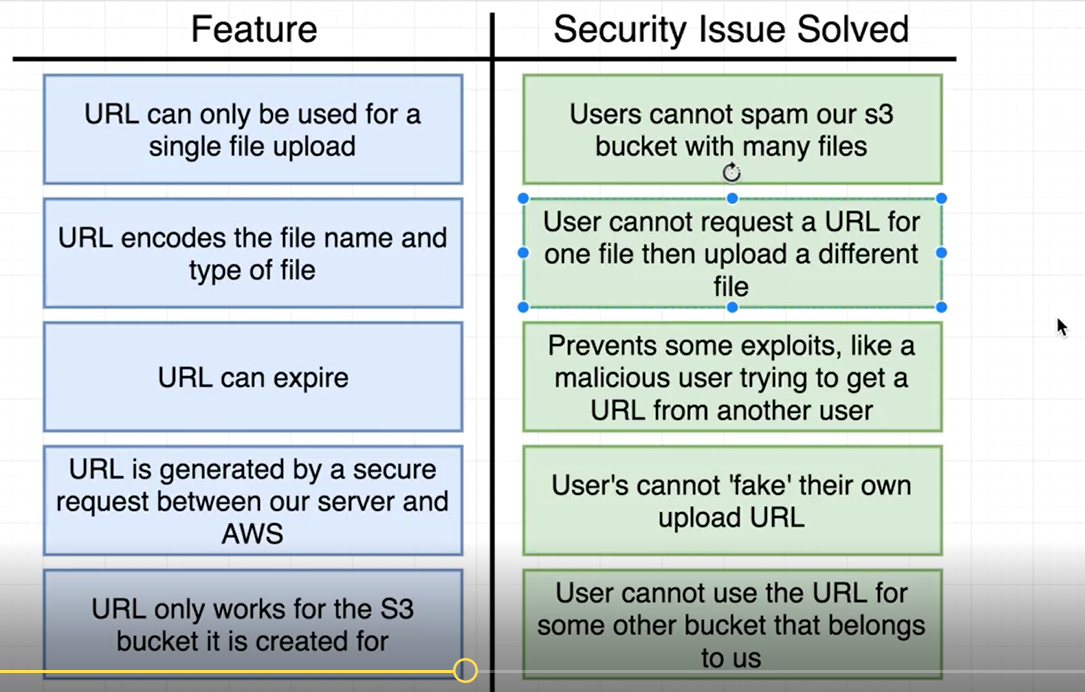 Feature
Security Issue Solved
URL can only be used for a
single file upload
Users cannot spam our s3
bucket with many files
URL encodes the file name and
type of file
User cannot request a URL for
one file then upload a different
file
URL can expire
Prevents some exploits, like a
malicious user trying to get a
URL from another user
URL is generated by a secure
request between our server and
AWS
User's cannot 'fake' their own
upload URL
URL only works for the S3
bucket it is created for
User cannot use the URL for
some other bucket that belongs
to us